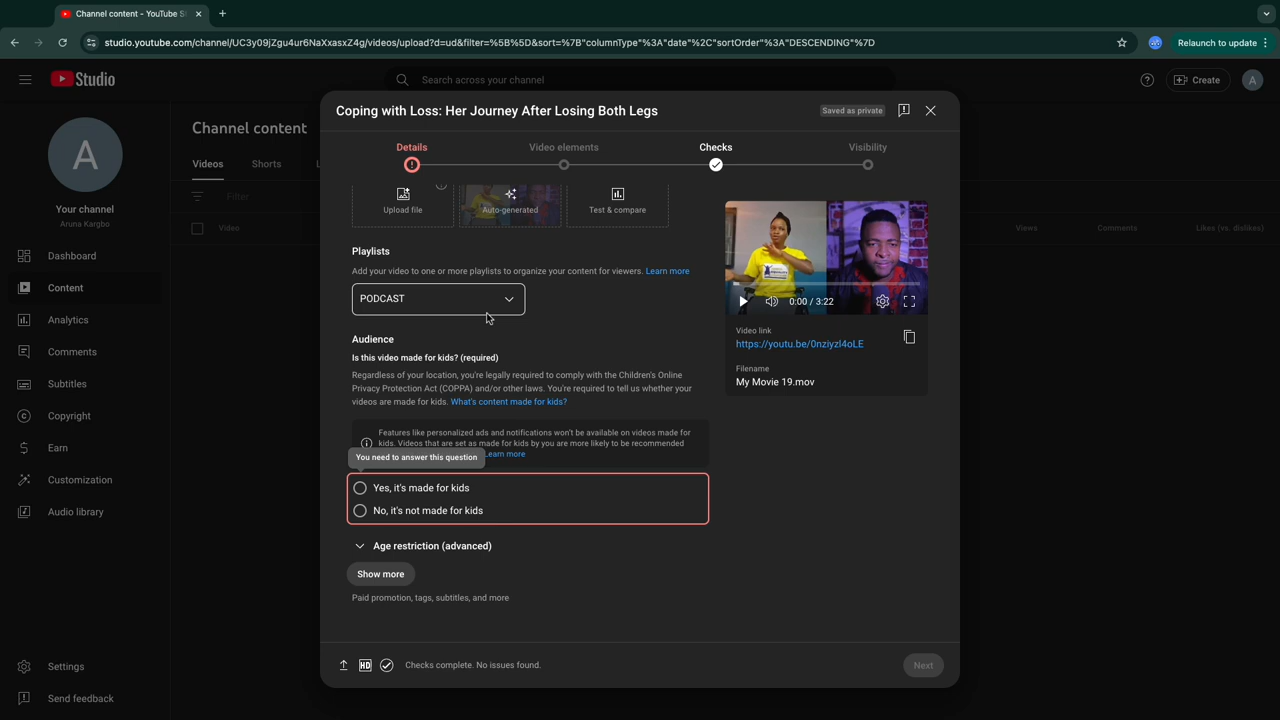 Channel content - YouTube S
studio.youtube.com/channel/UC3y09jZgu4ur6NaXxasxZ4g/videos/upload?d=ud&filter=%5B%5D&sort=%7B"columnType"%3A"date"%2C"sortOrder"%3A"DESCENDING"%7D
Relaunch to update
Studio
Search across your channel
Create
A
A
Your channel
Aruna Kargbo
Dashboard
Content
Analytics
Comments
Subtitles
Copyright
Earn
Customization
Audio library
Settings
Send feedback
Channel content
Videos
Shorts
L
Filter
Video
Views
Comments
Likes (vs. dislikes)
Coping with Loss: Her Journey After Losing Both Legs
Saved as private
Details
Video elements
Checks
Visibility
Upload file
Auto-generated
Test & compare
Playlists
Add your video to one or more playlists to organize your content for viewers. Learn more
PODCAST
Audience
Is this video made for kids? (required)
Regardless of your location, you're legally required to comply with the Children's Online
Privacy Protection Act (COPPA) and/or other laws. You're required to tell us whether your
videos are made for kids. What's content made for kids?
Features like personalized ads and notifications won't be available on videos made for
kids. Videos that are set as made for kids by you are more likely to be recommended
Learn more
You need to answer this question
Yes, it's made for kids
No, it's not made for kids
Age restriction (advanced)
Show more
Paid promotion, tags, subtitles, and more
0:00 / 3:22
Video link
https://youtu.be/0nziyzl4oLE
Filename
My Movie 19.mov
HD
Checks complete. No issues found.
Next